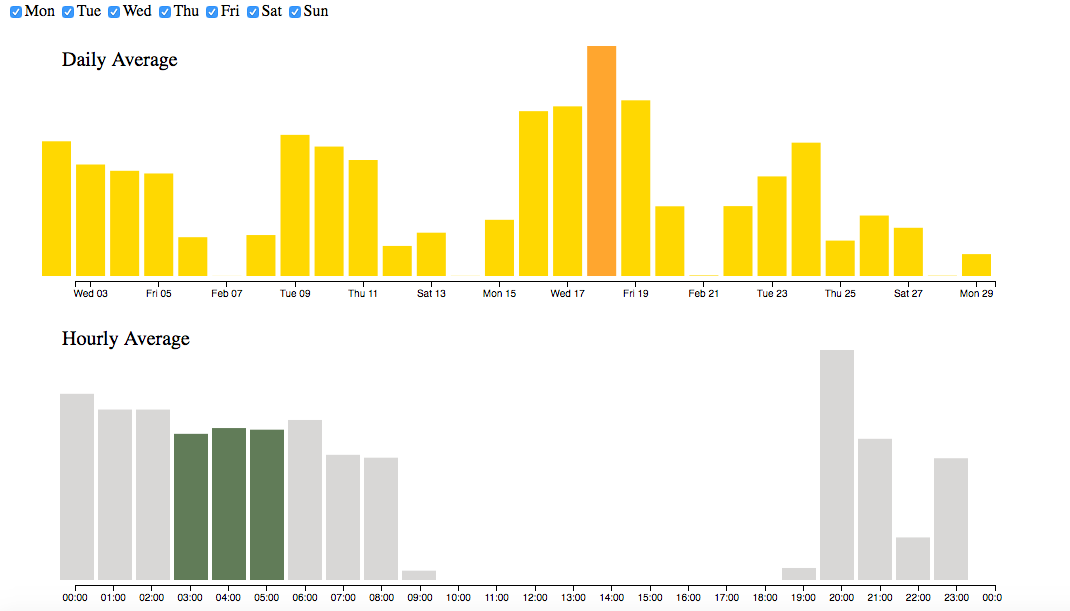 Mon Tue Wed Thu Fri Sat Sun
Daily Average
Wed 03 Fri 05 Feb 07 Tue 09 Thu 11 Sat 13 Mon 15 Wed 17 Fri 19 Feb 21 Tue 23 Thu 25 Sat 27 Mon 29
Hourly Average
00:00 01:00 02:00 03:00 04:00 05:00 06:00 07:00 08:00 09:00 10:00 11:00 12:00 13:00 14:00 15:00 16:00 17:00 18:00 19:00 20:00 21:00 22:00 23:00 00:0